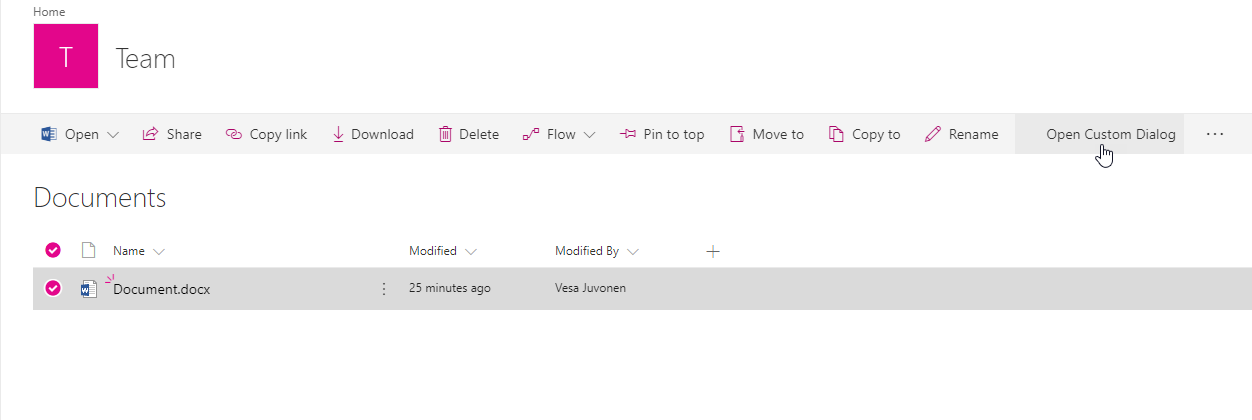 Home
T
Team
Open Share Copy link Download Delete Flow Pin to top Move to Copy to Rename Open Custom Dialog ...
Documents
Name Modified Modified By
Document.docx 25 minutes ago Vesa Juvonen